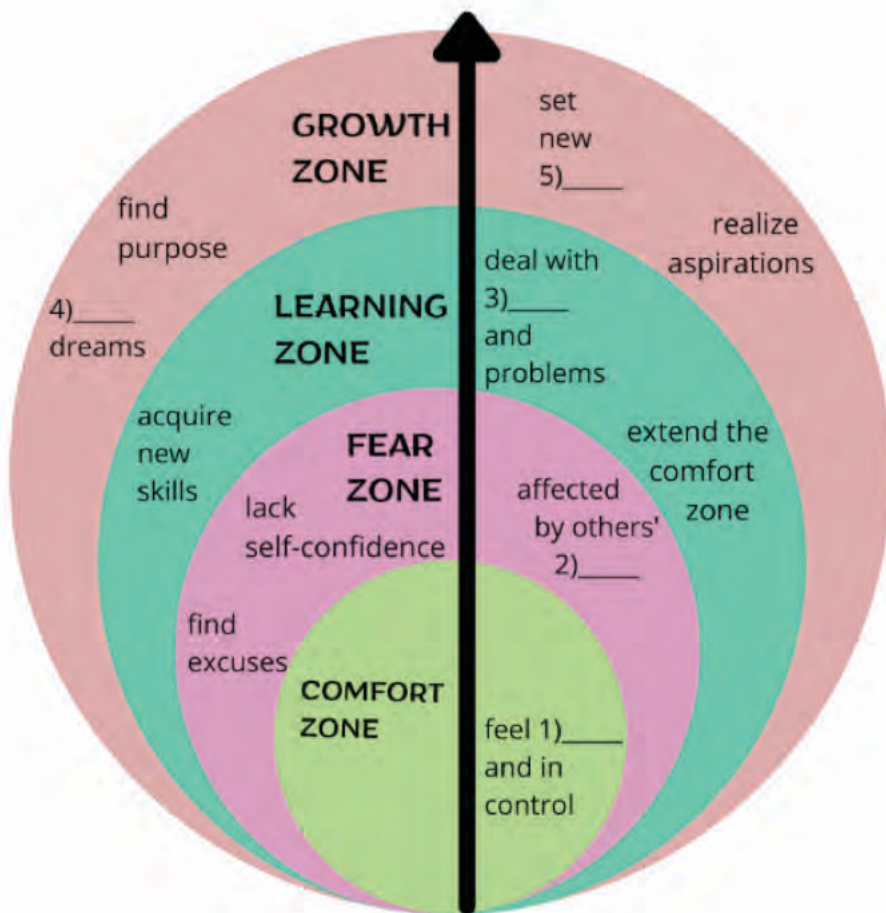 GROWTH
ZONE
set
new
5)_____
find
purpose
realize
aspirations
4)_____
dreams
LEARNING
ZONE
deal with
3)_____
and
problems
acquire
new
skills
extend the
comfort
zone
FEAR
ZONE
lack
self-confidence
affected
by others'
2)_____
find
excuses
COMFORT
ZONE
feel 1)_____
and in
control